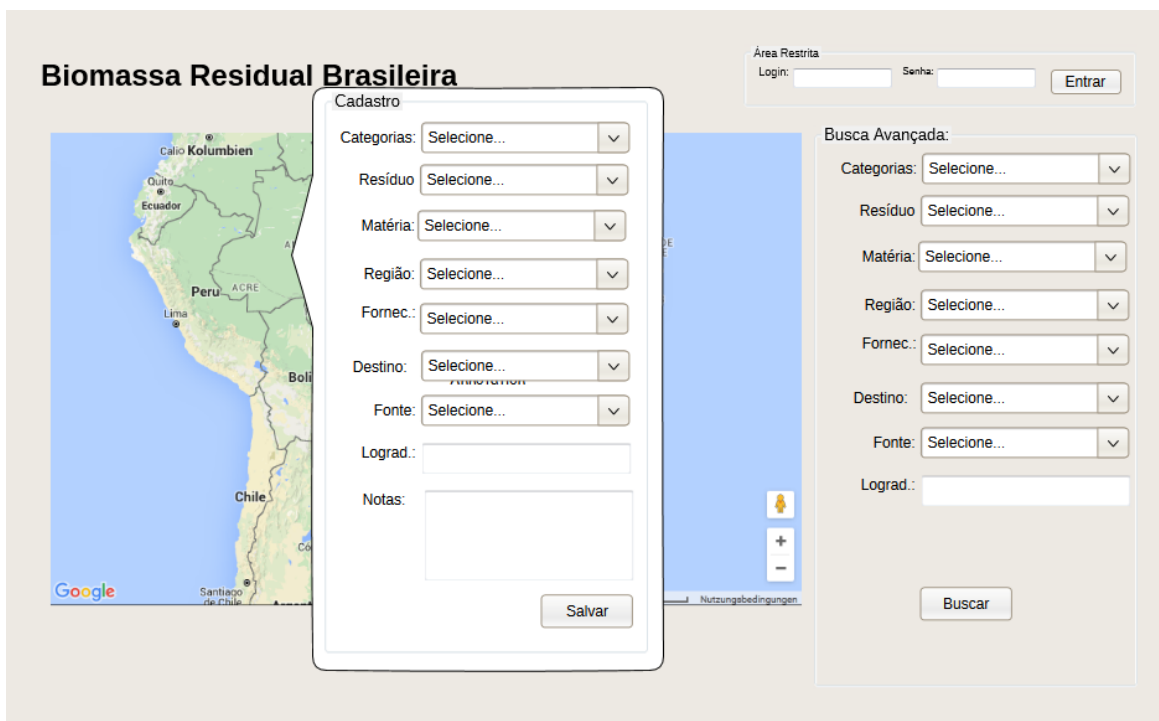 Biomassa Residual Brasileira
Área Restrita
Login:
Senha:
Entrar
Cadastro
Categorias: Selecione...
Resíduo Selecione...
Matéria: Selecione...
Região: Selecione...
Fornec.: Selecione...
Destino: Selecione...
Fonte: Selecione...
Lograd.:
Notas:
Salvar
Calio Kolumbien
Quito
Ecuador
Peru
ACRE
Lima
Boli
Chile
Santiago
de Chile
Google
Nutzungsbedingungen
Busca Avançada:
Categorias: Selecione...
Resíduo Selecione...
Matéria: Selecione...
Região: Selecione...
Fornec.: Selecione...
Destino: Selecione...
Fonte: Selecione...
Lograd.:
Buscar